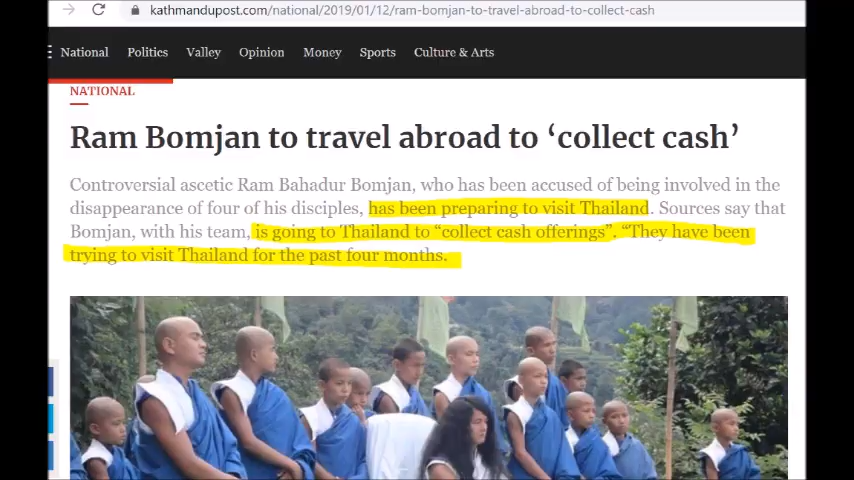 kathmandupost.com/national/2019/01/12/ram-bomjan-to-travel-abroad-to-collect-cash
National Politics Valley Opinion Money Sports Culture & Arts
NATIONAL
Ram Bomjan to travel abroad to ‘collect cash’
Controversial ascetic Ram Bahadur Bomjan, who has been accused of being involved in the
disappearance of four of his disciples, has been preparing to visit Thailand. Sources say that
Bomjan, with his team, is going to Thailand to “collect cash offerings”. “They have been
trying to visit Thailand for the past four months.